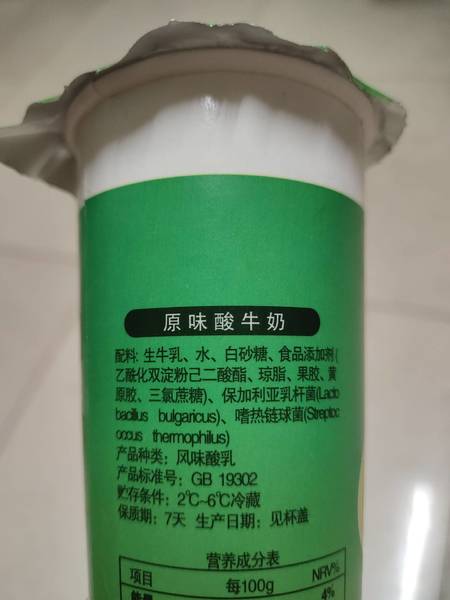 原味酸牛奶
配料: 生牛乳、水、白砂糖、食品添加剂(
乙酰化双淀粉己二酸酯、琼脂、果胶、黄
原胶、三氯蔗糖)、保加利亚乳杆菌(Lacto
bacillus bulgaricus)、嗜热链球菌(Streptoc
occus thermophilus)
产品种类: 风味酸乳
产品标准号: GB 19302
贮存条件: 2℃-6℃冷藏
保质期: 7天 生产日期: 见杯盖
营养成分表
项目 每100g NRV%
能量 4%